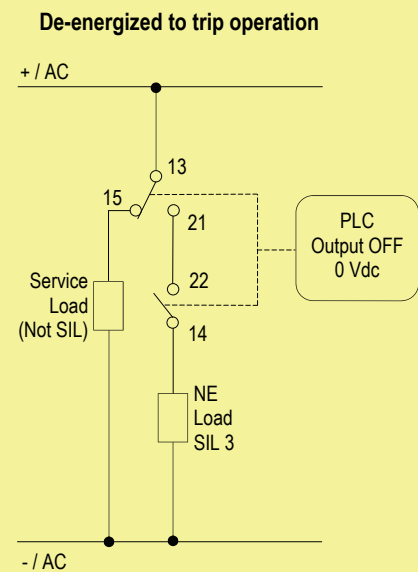 De-energized to trip operation
+ / AC
13
15
21
PLC
Output OFF
0 Vdc
Service
Load
(Not SIL)
22
14
NE
Load
SIL 3
- / AC